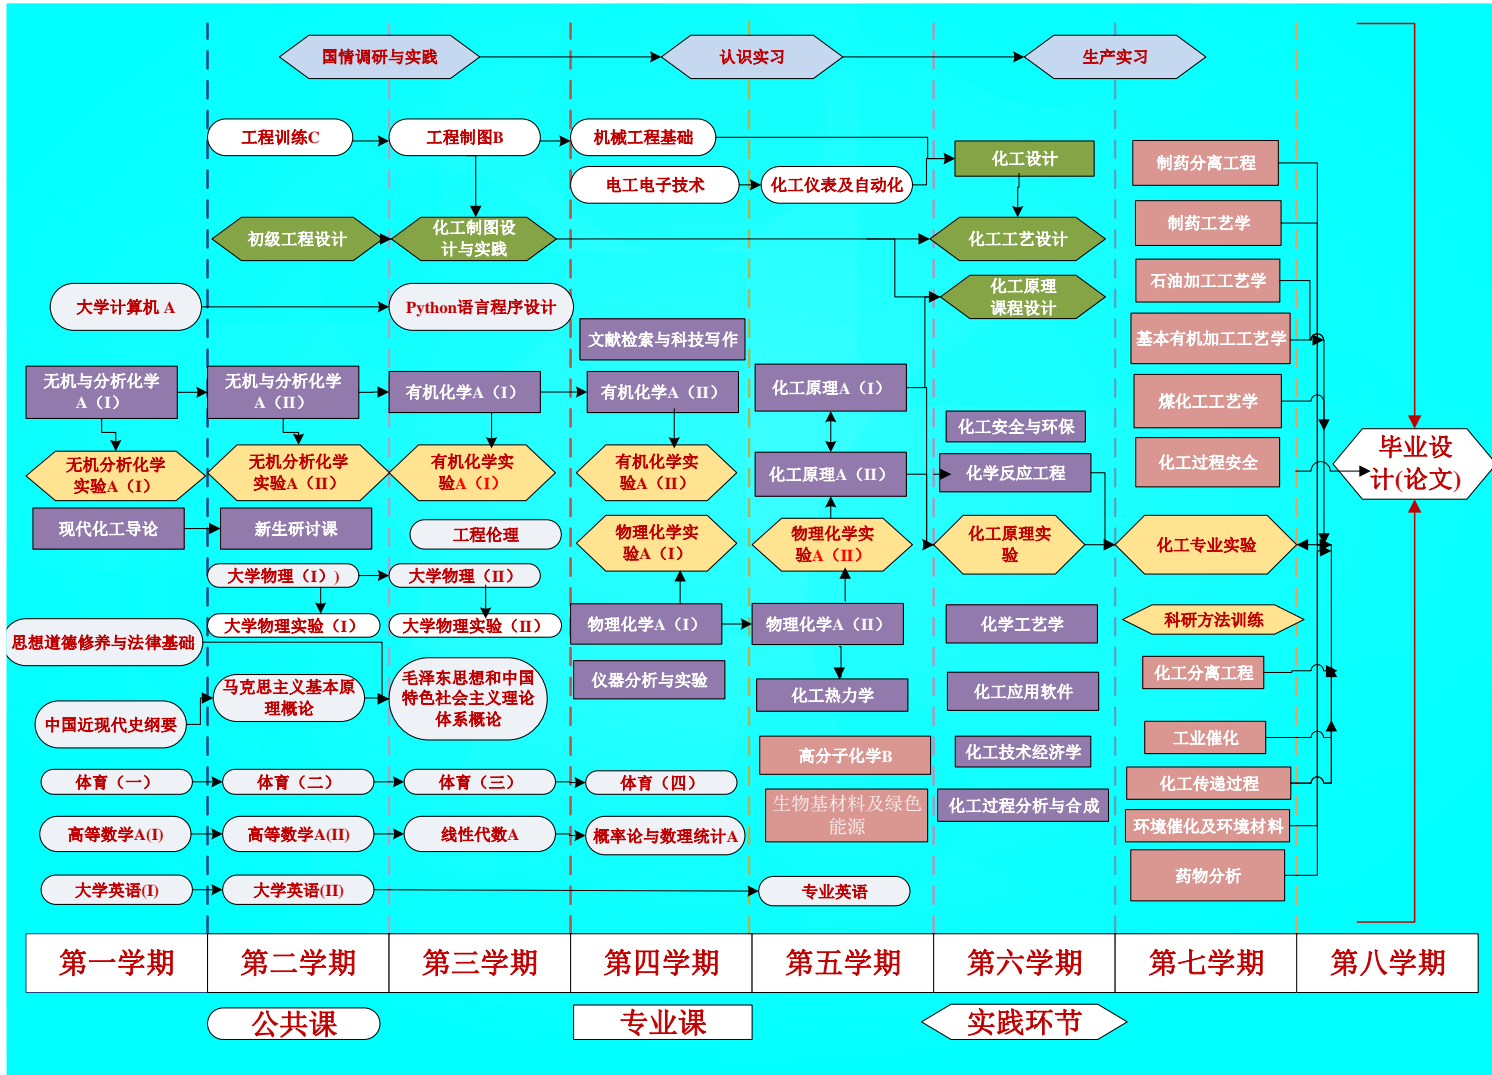 国情调研与实践
认识实习
生产实习
工程训练C
工程制图B
机械工程基础
化工设计
制药分离工程
电工电子技术
化工仪表及自动化
初级工程设计
化工制图设
计与实践
化工工艺设计
制药工艺学
大学计算机 A
Python语言程序设计
化工原理
课程设计
石油加工工艺学
文献检索与科技写作
基本有机加工工艺学
无机与分析化学
A（I）
无机与分析化学
A（II）
有机化学A（I）
有机化学A（II）
化工原理A（I）
煤化工工艺学
化工安全与环保
无机分析化学
实验A（I）
无机分析化学
实验A（II）
有机化学实
验A（I）
有机化学实
验A（II）
化工原理A（II）
化学反应工程
化工过程安全
毕业设
计(论文)
现代化工导论
新生研讨课
工程伦理
物理化学实
验A（I）
物理化学实
验A（II）
化工原理实
验
化工专业实验
大学物理（I）)
大学物理（II）
大学物理实验（I）
大学物理实验（II）
物理化学A（I）
物理化学A（II）
化学工艺学
科研方法训练
思想道德修养与法律基础
马克思主义基本原
理概论
毛泽东思想和中国
特色社会主义理论
体系概论
仪器分析与实验
化工热力学
化工应用软件
化工分离工程
中国近现代史纲要
高分子化学B
化工技术经济学
工业催化
体育（一）
体育（二）
体育（三）
体育（四）
生物基材料及绿色
能源
化工过程分析与合成
化工传递过程
高等数学A(I)
高等数学A(II)
线性代数A
概率论与数理统计A
环境催化及环境材料
大学英语(I)
大学英语(II)
专业英语
药物分析
第一学期
第二学期
第三学期
第四学期
第五学期
第六学期
第七学期
第八学期
公共课
专业课
实践环节